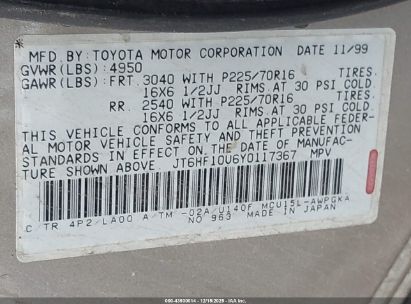 MFD. BY: TOYOTA MOTOR CORPORATION DATE 11/99
GVWR(LBS): 4950
GAWR(LBS): FRT. 3040 WITH P225/70R16 TIRES.
16X6 1/2JJ RIMS AT 30 PSI COLD.
RR. 2540 WITH P225/70R16 TIRES.
16X6 1/2JJ RIMS AT 30 PSI COLD.
THIS VEHICLE CONFORMS TO ALL APPLICABLE FEDER-
AL MOTOR VEHICLE SAFETY AND THEFT PREVENTION
STANDARDS IN EFFECT ON THE DATE OF MANUFAC-
TURE SHOWN ABOVE. JT6HF10U6Y0117367 MPV
C/TR 4P2/LA00 A/TM -02A/U140F MCU15L-AWPGKA
NO 963 MADE IN JAPAN